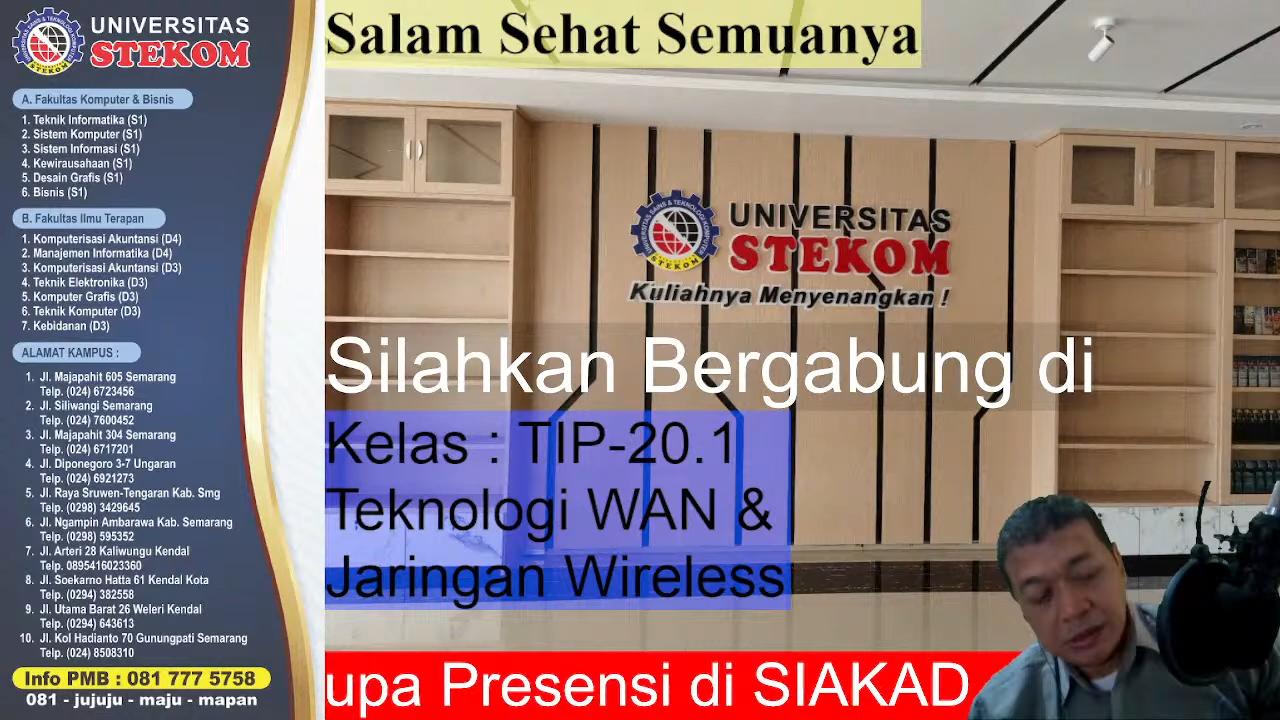 UNIVERSITAS
STEKOM
A. Fakultas Komputer & Bisnis
1. Teknik Informatika (S1)
2. Sistem Komputer (S1)
3. Sistem Informasi (S1)
4. Kewirausahaan (S1)
5. Desain Grafis (S1)
6. Bisnis (S1)
B. Fakultas Ilmu Terapan
1. Komputerisasi Akuntansi (D4)
2. Manajemen Informatika (D4)
3. Komputerisasi Akuntansi (D3)
4. Teknik Elektronika (D3)
5. Komputer Grafis (D3)
6. Teknik Komputer (D3)
7. Kebidanan (D3)
ALAMAT KAMPUS :
1. Jl. Majapahit 605 Semarang
Telp. (024) 6723456
2. Jl. Siliwangi Semarang
Telp. (024) 7600452
3. Jl. Majapahit 304 Semarang
Telp. (024) 6717201
4. Jl. Diponegoro 3-7 Ungaran
Telp. (024) 6921273
5. Jl. Raya Sruwen-Tengaran Kab. Smg
Telp. (0298) 3429645
6. Jl. Ngampin Ambarawa Kab. Semarang
Telp. (0298) 595352
7. Jl. Arteri 28 Kaliwungu Kendal
Telp. 0895416023360
8. Jl. Soekarno Hatta 61 Kendal Kota
Telp. (0294) 382558
9. Jl. Utama Barat 26 Weleri Kendal
Telp. (0294) 643613
10. Jl. Kol Hadianto 70 Gunungpati Semarang
Telp. (024) 8508310
Info PMB : 081 777 5758
081 - jujuju - maju - mapan
Salam Sehat Semuanya
UNIVERSITAS SAINS & TEKNOLOGI KOMPUTER
STEKOM
UNIVERSITAS
STEKOM
Kuliahnya Menyenangkan !
Silahkan Bergabung di
Kelas : TIP-20.1
Teknologi WAN &
Jaringan Wireless
upa Presensi di SIAKAD